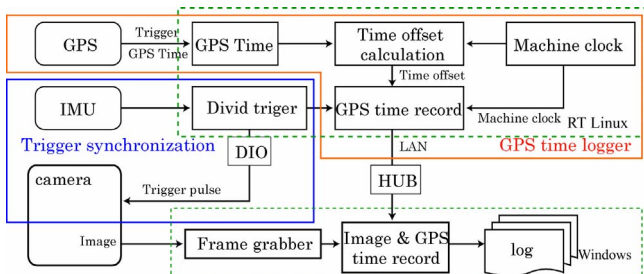 GPS
Trigger
GPS Time
GPS Time
Time offset
calculation
Machine clock
Time offset
IMU
Divid triger
GPS time record
Machine clock
RT Linux
Trigger synchronization
DIO
LAN
GPS time logger
camera
Trigger pulse
HUB
Image
Frame grabber
Image & GPS
time record
log
Windows